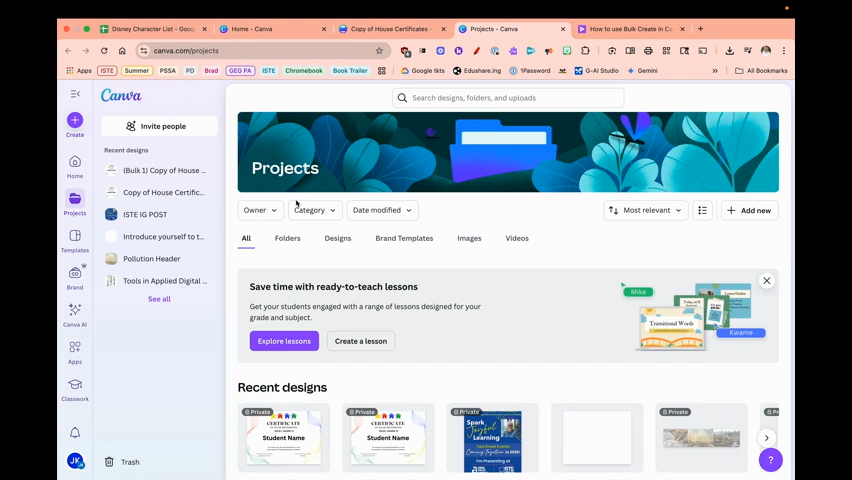 Disney Character List - Goog
Home - Canva
Copy of House Certificates -
Projects - Canva
How to use Bulk Create in Ca
canva.com/projects
Apps
ISTE
Summer
PSSA
PD
Brad
GEG PA
ISTE
Chromebook
Book Trailer
Google tkts
Edshare.ing
1Password
G-AI Studio
Gemini
All Bookmarks
Canva
Search designs, folders, and uploads
Create
Home
Projects
Templates
Brand
Canva AI
Apps
Classwork
JK
Invite people
Recent designs
(Bulk 1) Copy of House ...
Copy of House Certific...
ISTE IG POST
Introduce yourself to t...
Pollution Header
Tools in Applied Digital ...
See all
Trash
Projects
Owner
Category
Date modified
Most relevant
Add new
All
Folders
Designs
Brand Templates
Images
Videos
Save time with ready-to-teach lessons
Get your students engaged with a range of lessons designed for your
grade and subject.
Explore lessons
Create a lesson
Mika
Transitional Words
Kwame
Recent designs
Private
CERTIFICATE
Student Name
Private
CERTIFICATE
Student Name
Private
Spark
Learning
Coming Together
I'm Presenting at
Private
Pri
?